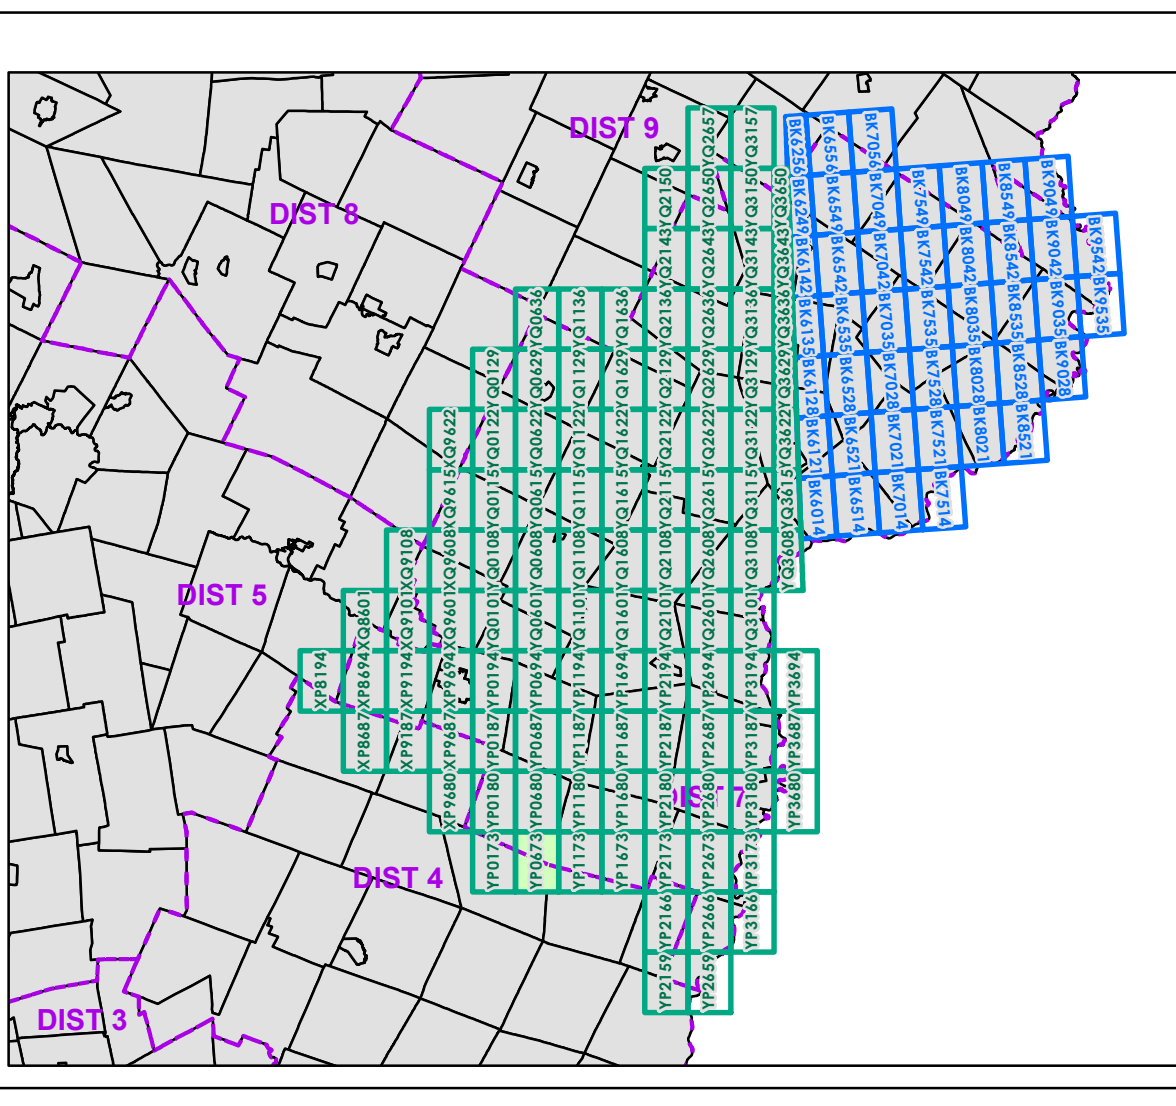 DIST 9
DIST 8
DIST 5
DIST 7
DIST 4
DIST 3
YQ2657 YQ3157
YQ2150 YQ2650 YQ3150 YQ3650
YQ2143 YQ2643 YQ3143 YQ3643
YQ0636 YQ1136 YQ1636 YQ2136 YQ2636 YQ3136 YQ3636
YQ0129 YQ0629 YQ1129 YQ1629 YQ2129 YQ2629 YQ3129 YQ3629
XQ9622 YQ0122 YQ0622 YQ1122 YQ1622 YQ2122 YQ2622 YQ3122 YQ3622
XQ9615 YQ0115 YQ0615 YQ1115 YQ1615 YQ2115 YQ2615 YQ3115 YQ3615
XQ9108 XQ9608 YQ0108 YQ0608 YQ1108 YQ1608 YQ2108 YQ2608 YQ3108 YQ3608
XQ8601 XQ9101 XQ9601 YQ0101 YQ0601 YQ1101 YQ1601 YQ2101 YQ2601 YQ3101
XP8194 XP8694 XP9194 XP9694 YP0194 YP0694 YP1194 YP1694 YP2194 YP2694 YP3194 YP3694
XP8687 XP9187 XP9687 YP0187 YP0687 YP1187 YP1687 YP2187 YP2687 YP3187 YP3687
XP9680 YP0180 YP0680 YP1180 YP1680 YP2180 YP2680 YP3180 YP3680
YP0173 YP0673 YP1173 YP1673 YP2173 YP2673 YP3173
YP2166 YP2666 YP3166
YP2159 YP2659
BK6256 BK6556 BK7056
BK6249 BK6549 BK7049 BK7549 BK8049 BK8549 BK9049
BK6142 BK6542 BK7042 BK7542 BK8042 BK8542 BK9042 BK9542
BK6135 BK6535 BK7035 BK7535 BK8035 BK8535 BK9035 BK9535
BK6128 BK6528 BK7028 BK7528 BK8028 BK8528 BK9028
BK6121 BK6521 BK7021 BK7521 BK8021 BK8521
BK6014 BK6514 BK7014 BK7514